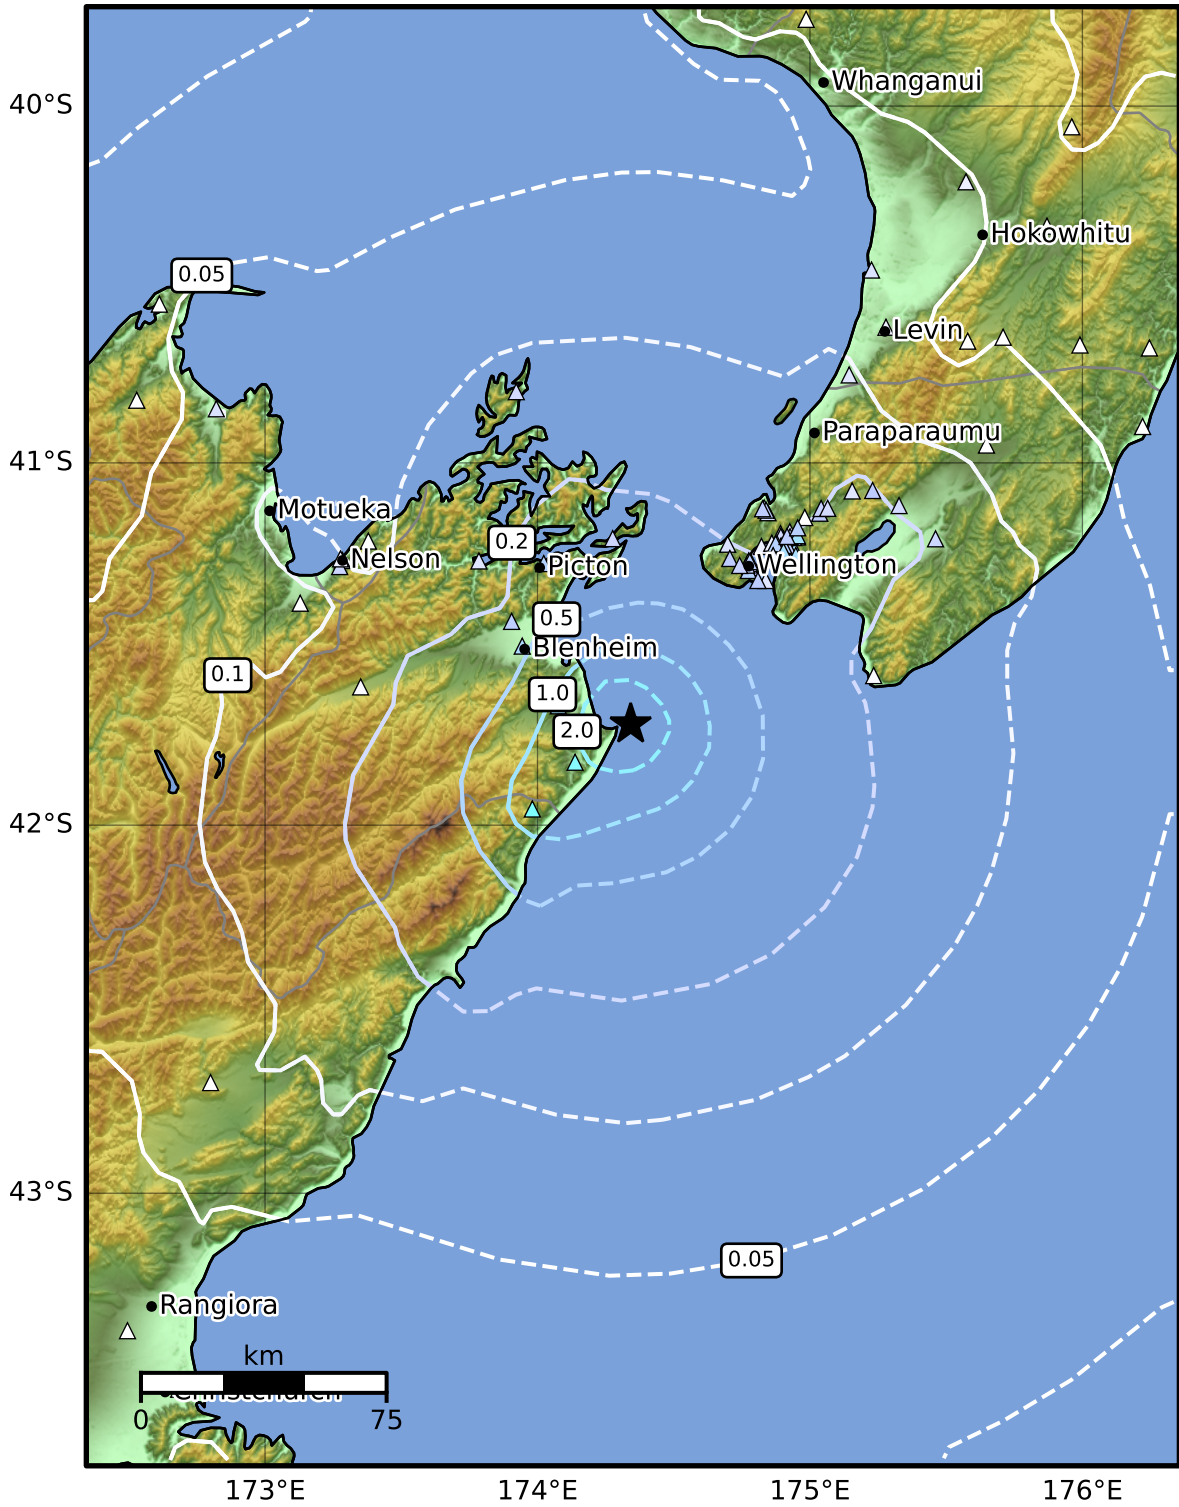 Whanganui
40°S
Hokowhitu
0.05
Levin
Paraparaumu
41°S
Motueka
0.2
Nelson
Picton
Wellington
0.5
Blenheim
0.1
1.0
2.0
42°S
43°S
0.05
Rangiora
km
Christchurch
0
75
173°E
174°E
175°E
176°E